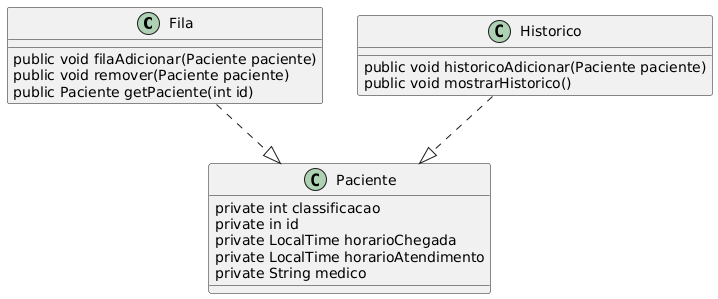 C Fila
public void filaAdicionar(Paciente paciente)
public void remover(Paciente paciente)
public Paciente getPaciente(int id)
C Historico
public void historicoAdicionar(Paciente paciente)
public void mostrarHistorico()
C Paciente
private int classificacao
private in id
private LocalTime horarioChegada
private LocalTime horarioAtendimento
private String medico